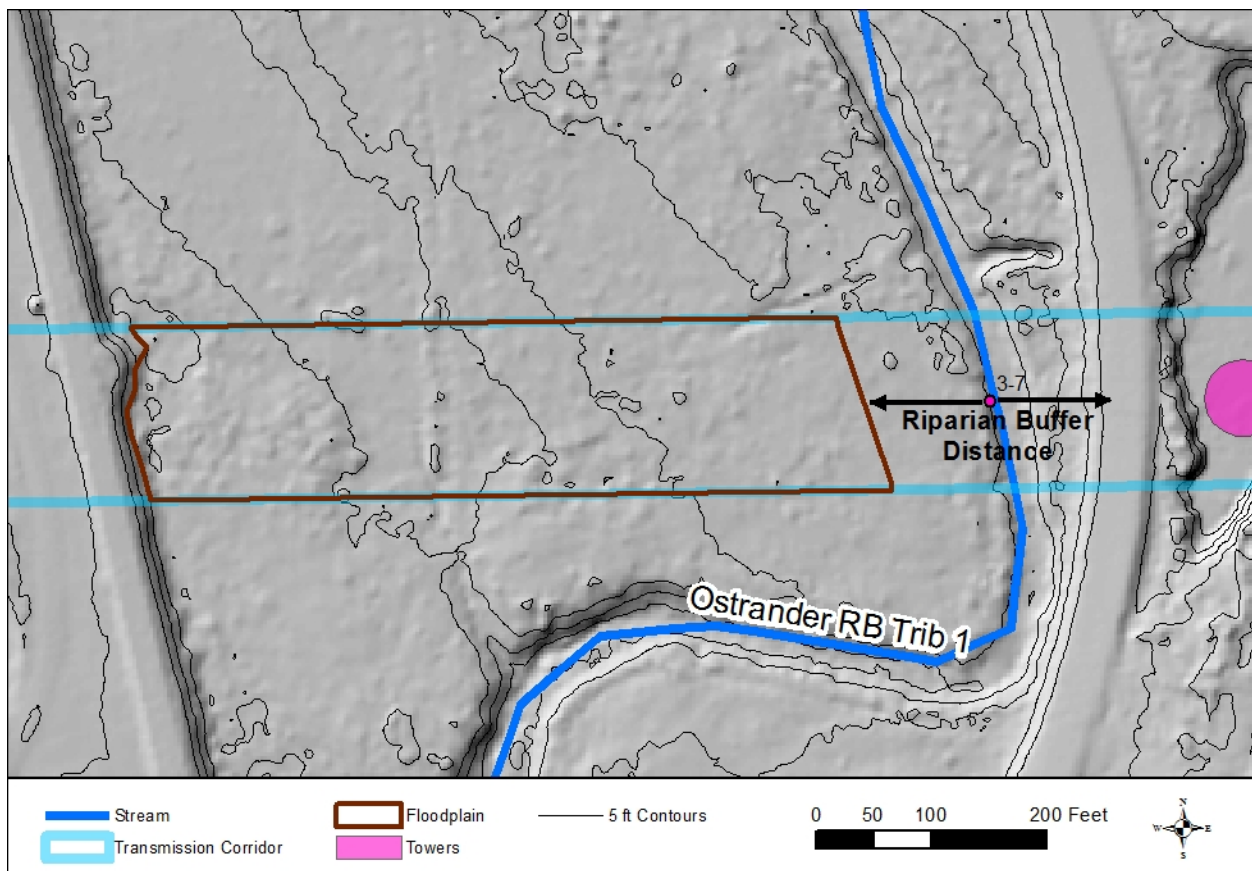 3-7
Riparian Buffer
Distance
Ostrander RB Trib 1
Stream
Floodplain
5 ft Contours
Transmission Corridor
Towers
0 50 100 200 Feet
N
W E
S